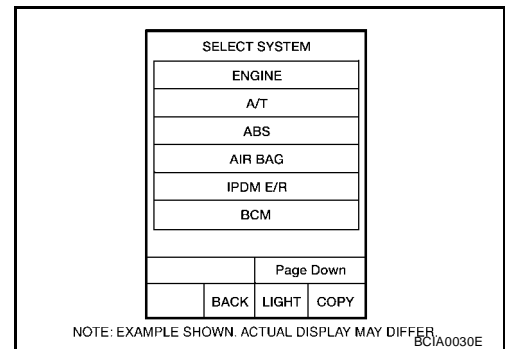 SELECT SYSTEM
ENGINE
A/T
ABS
AIR BAG
IPDM E/R
BCM
Page Down
BACK LIGHT COPY
NOTE: EXAMPLE SHOWN. ACTUAL DISPLAY MAY DIFFER.
BCIA0030E